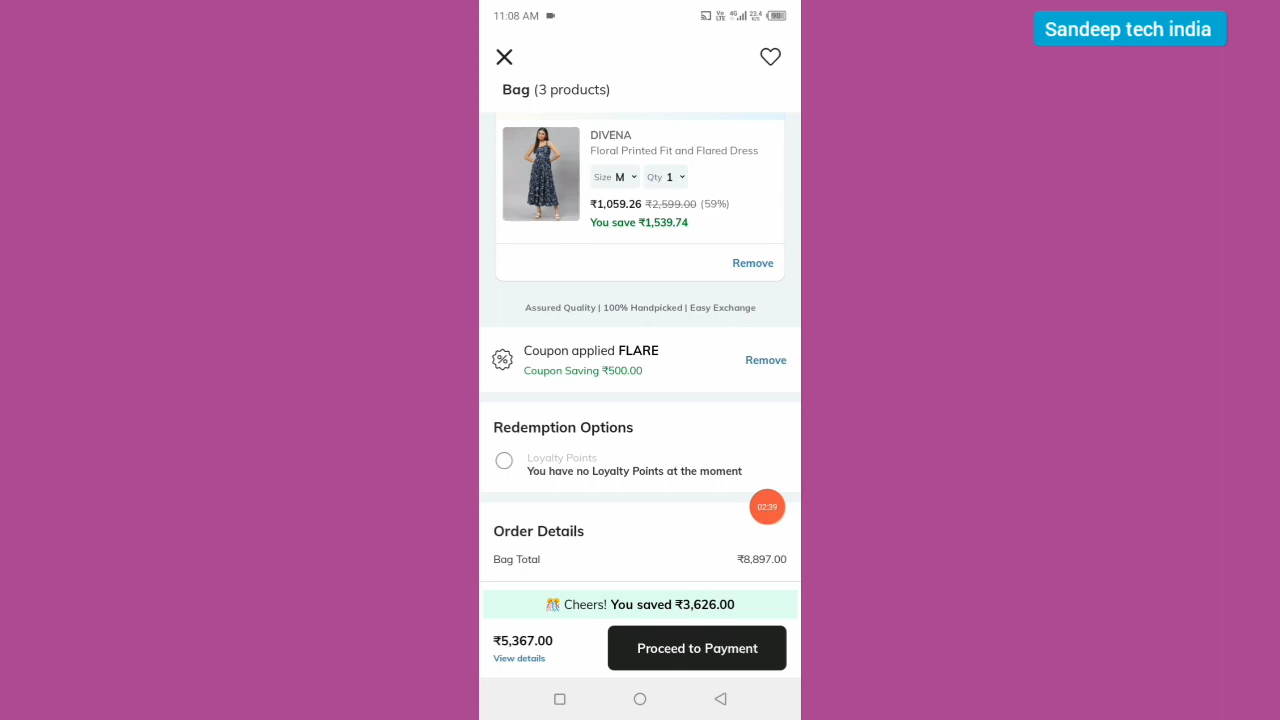 11:08 AM
Sandeep tech india
Bag (3 products)
DIVENA
Floral Printed Fit and Flared Dress
Size M Qty 1
₹1,059.26 ₹2,599.00 (59%)
You save ₹1,539.74
Remove
Assured Quality | 100% Handpicked | Easy Exchange
Coupon applied FLARE
Remove
Coupon Saving ₹500.00
Redemption Options
Loyalty Points
You have no Loyalty Points at the moment
02:39
Order Details
Bag Total ₹8,897.00
Cheers! You saved ₹3,626.00
₹5,367.00
View details
Proceed to Payment